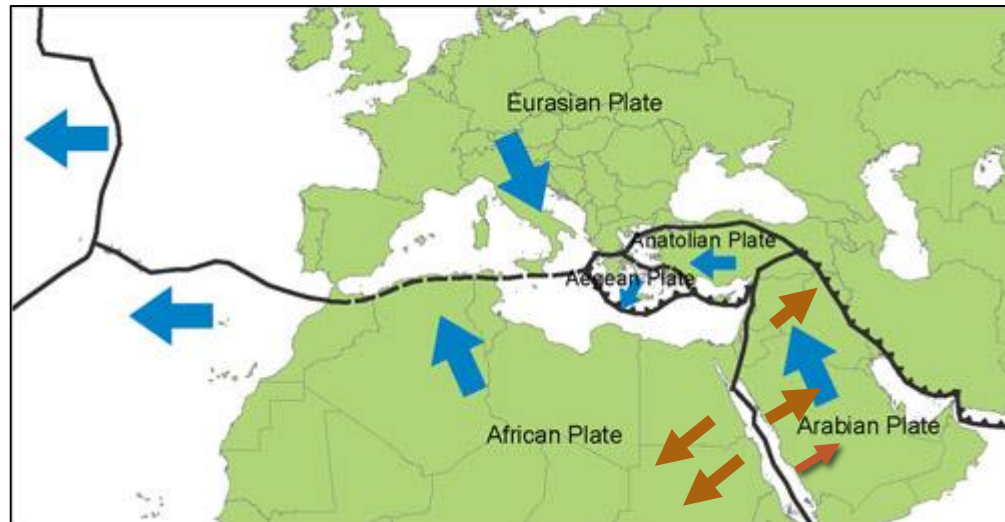 Eurasian Plate
Anatolian Plate
Aegean Plate
African Plate
Arabian Plate